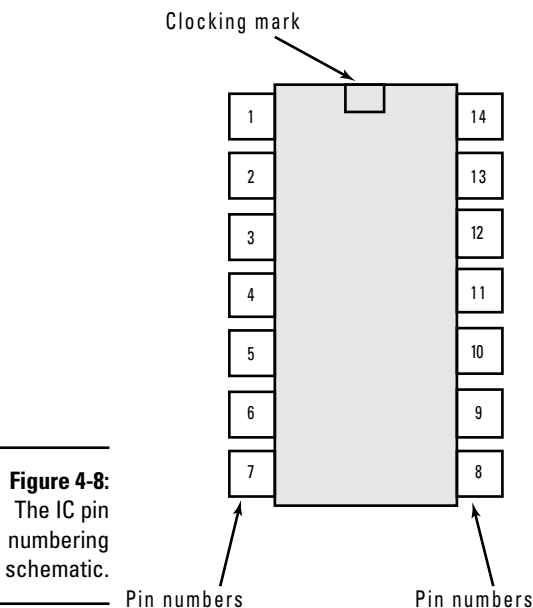 Clocking mark
1 14
2 13
3 12
4 11
5 10
6 9
7 8
Figure 4-8:
The IC pin
numbering
schematic.
Pin numbers Pin numbers